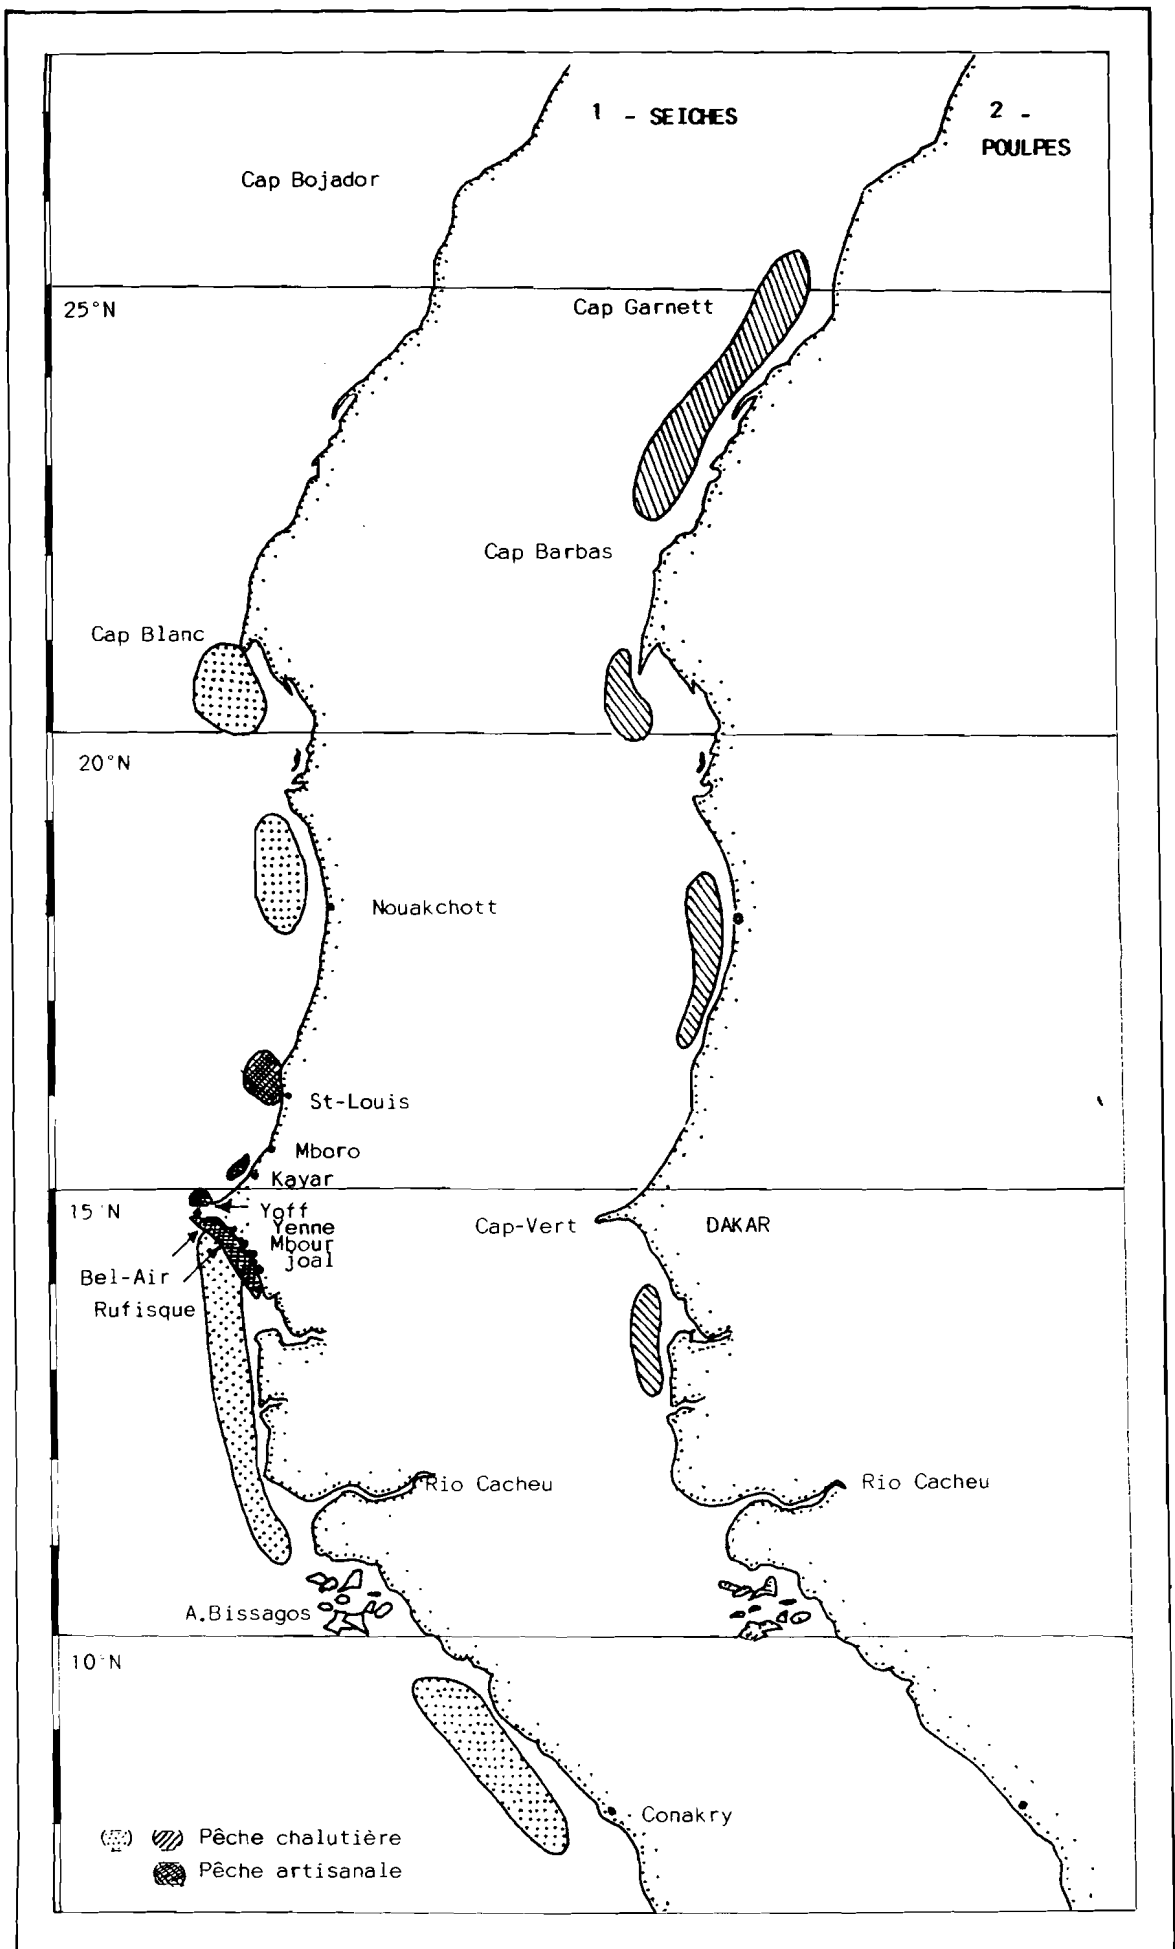 1 - SEICHES
2 -
POULPES
Cap Bojador
25°N
Cap Garnett
Cap Barbas
Cap Blanc
20°N
Nouakchott
St-Louis
Mboro
Kayar
15°N
Yoff
Yenne
Mbour
joal
Cap-Vert
DAKAR
Bel-Air
Rufisque
Rio Cacheu
Rio Cacheu
A.Bissagos
10°N
Conakry
Pêche chalutière
Pêche artisanale